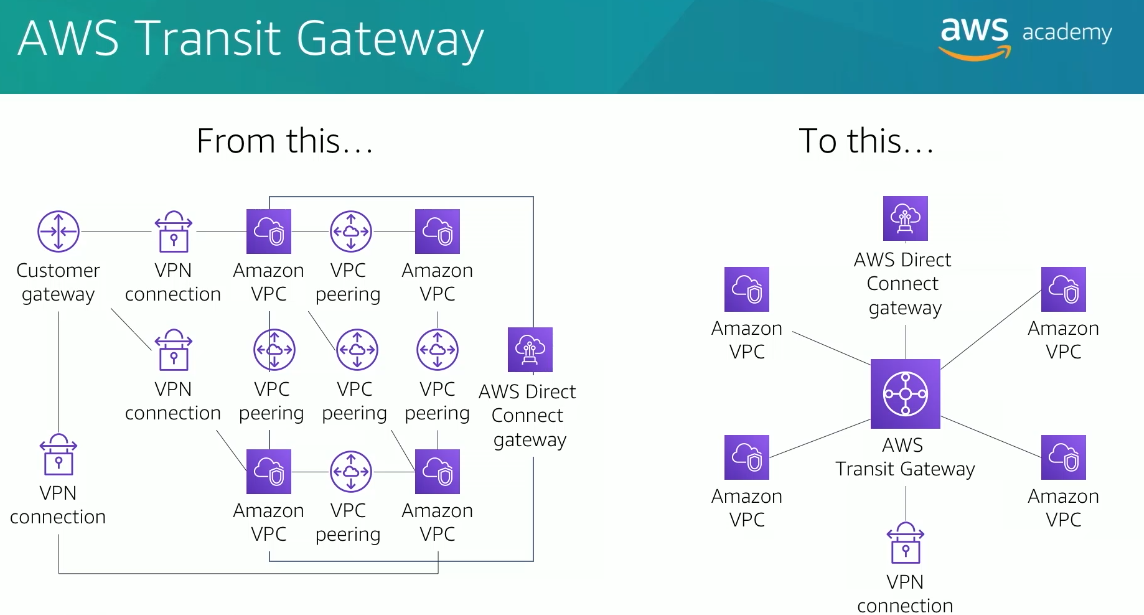 AWS Transit Gateway
aws academy
From this...
Customer
gateway
VPN
connection
Amazon
VPC
VPC
peering
Amazon
VPC
VPN
connection
VPC
peering
VPC
peering
VPC
peering
AWS Direct
Connect
gateway
VPN
connection
Amazon
VPC
VPC
peering
Amazon
VPC
To this...
AWS Direct
Connect
gateway
Amazon
VPC
Amazon
VPC
AWS
Transit Gateway
Amazon
VPC
Amazon
VPC
VPN
connection